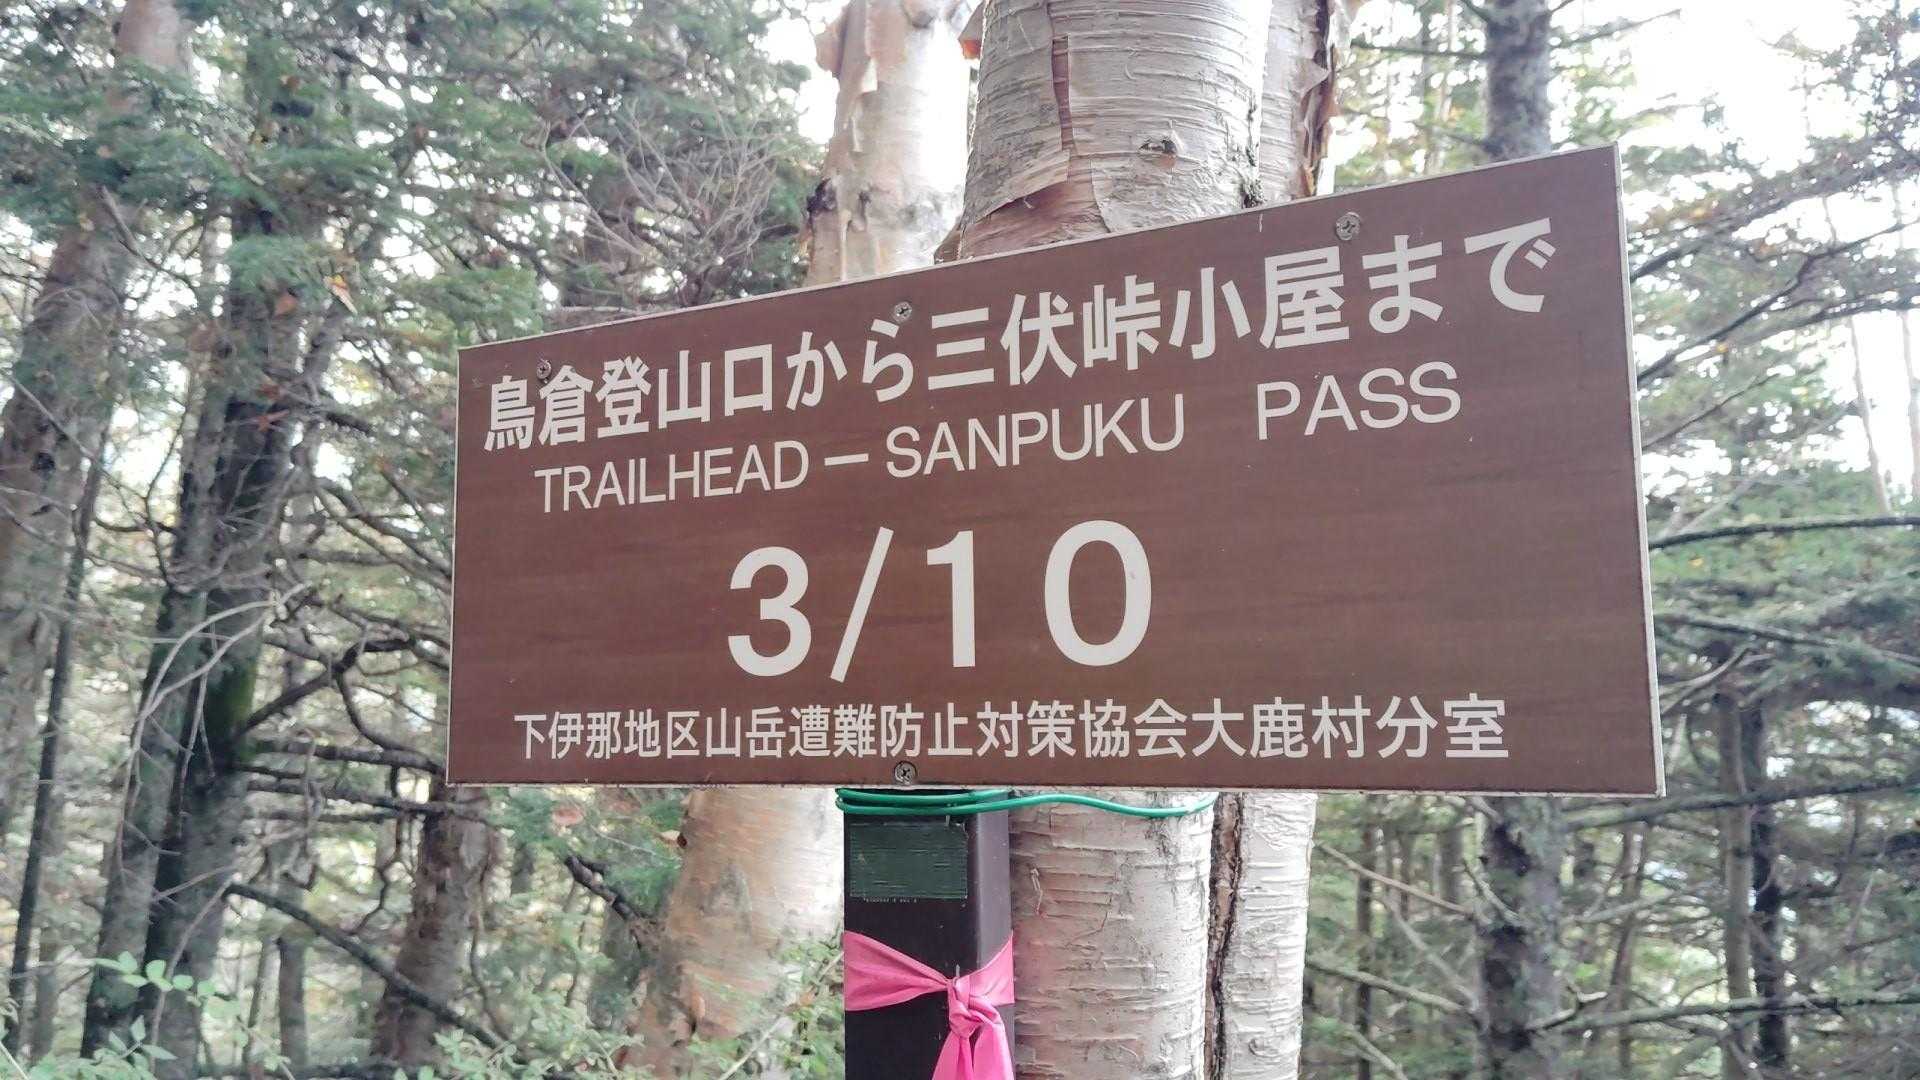 鳥倉登山口から三伏峠小屋まで
TRAILHEAD－SANPUKU PASS
3/10
下伊那地区山岳遭難防止対策協会大鹿村分室